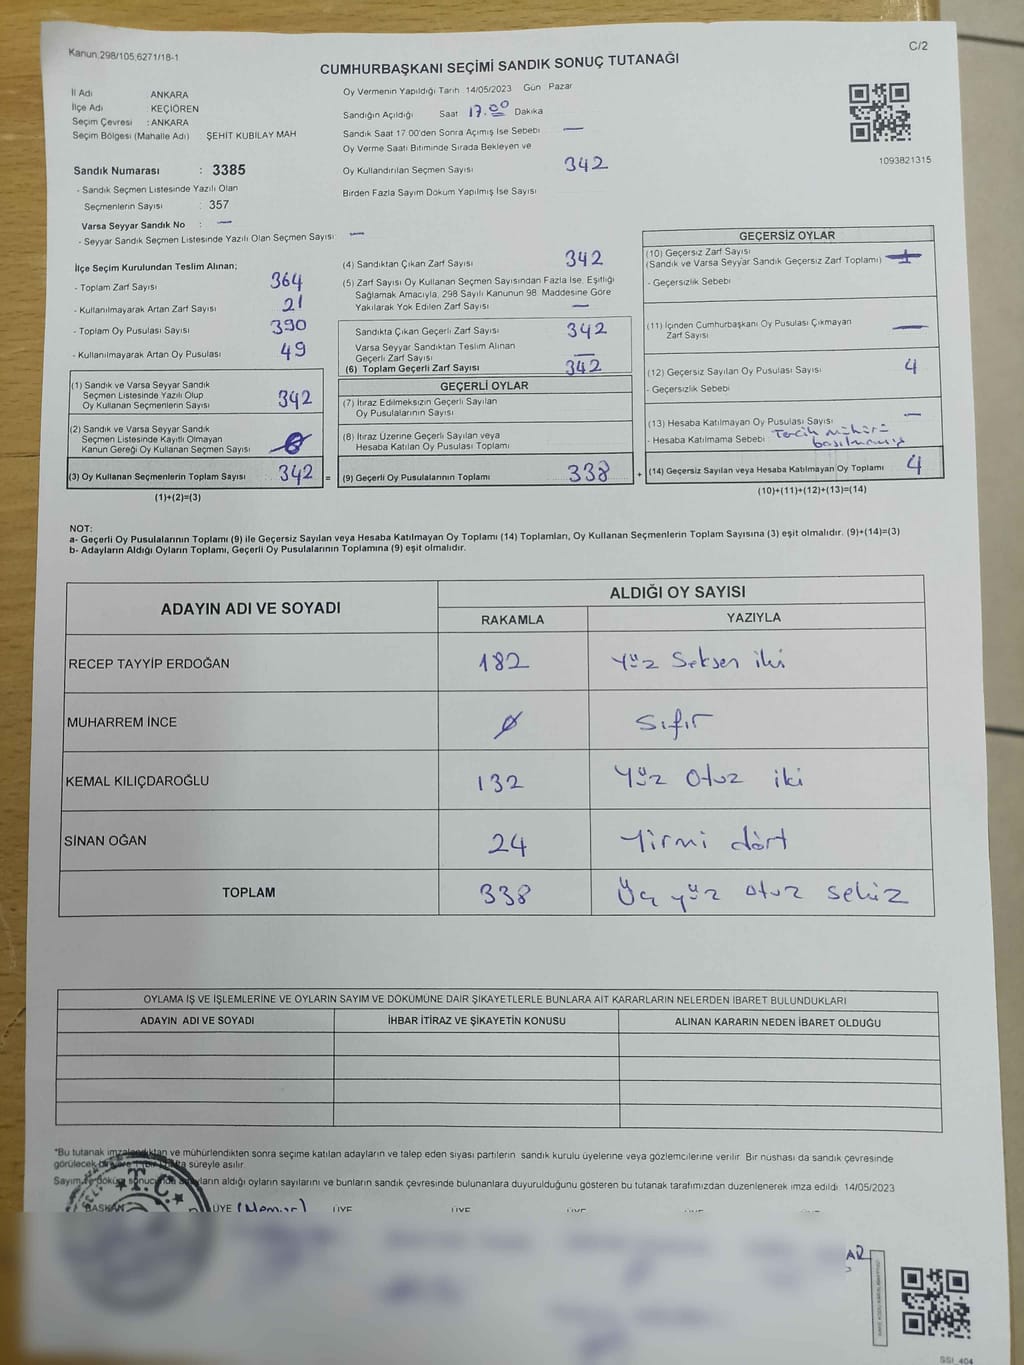 Kanun.298/105,6271/18-1
C/2
CUMHURBAŞKANI SEÇİMİ SANDIK SONUÇ TUTANAĞI
İl Adı ANKARA
İlçe Adı KEÇİÖREN
Seçim Çevresi : ANKARA
Seçim Bölgesi (Mahalle Adı) ŞEHİT KUBİLAY MAH
Sandık Numarası : 3385
- Sandık Seçmen Listesinde Yazılı Olan
Seçmenlerin Sayısı : 357
Varsa Seyyar Sandık No : —
- Seyyar Sandık Seçmen Listesinde Yazılı Olan Seçmen Sayısı: —
Oy Vermenin Yapıldığı Tarih 14/05/2023 Gün Pazar
Sandığın Açıldığı Saat 17.00 Dakika
Sandık Saat 17 00'den Sonra Açımış İse Sebebi —
Oy Verme Saati Bitiminde Sırada Bekleyen ve
Oy Kullandırılan Seçmen Sayısı 342
Birden Fazla Sayım Döküm Yapılmış İse Sayısı
1093821315
İlçe Seçim Kurulundan Teslim Alınan;
- Toplam Zarf Sayısı 364
- Kullanılmayarak Artan Zarf Sayısı 21
- Toplam Oy Pusulası Sayısı 390
- Kullanılmayarak Artan Oy Pusulası 49
(1) Sandık ve Varsa Seyyar Sandık
Seçmen Listesinde Yazılı Olup
Oy Kullanan Seçmenlerin Sayısı 342
(2) Sandık ve Varsa Seyyar Sandık
Seçmen Listesinde Kayıtlı Olmayan
Kanun Gereği Oy Kullanan Seçmen Sayısı
(3) Oy Kullanan Seçmenlerin Toplam Sayısı : 342 =
(1)+(2)=(3)
(4) Sandıktan Çıkan Zarf Sayısı 342
(5) Zarf Sayısı Oy Kullanan Seçmen Sayısından Fazla İse, Eşitliği
Sağlamak Amacıyla, 298 Sayılı Kanunun 98. Maddesine Göre
Yakılarak Yok Edilen Zarf Sayısı —
Sandıkta Çıkan Geçerli Zarf Sayısı 342
Varsa Seyyar Sandıktan Teslim Alınan
Geçerli Zarf Sayısı —
(6) Toplam Geçerli Zarf Sayısı 342
GEÇERLİ OYLAR
(7) İtiraz Edilmeksizin Geçerli Sayılan
Oy Pusulalarının Sayısı
(8) İtiraz Üzerine Geçerli Sayılan veya
Hesaba Katılan Oy Pusulası Toplamı
(9) Geçerli Oy Pusulalarının Toplamı 338 +
GEÇERSİZ OYLAR
(10) Geçersiz Zarf Sayısı
(Sandık ve Varsa Seyyar Sandık Geçersiz Zarf Toplamı)
- Geçersizlik Sebebi
(11) İçinden Cumhurbaşkanı Oy Pusulası Çıkmayan
Zarf Sayısı —
(12) Geçersiz Sayılan Oy Pusulası Sayısı 4
- Geçersizlik Sebebi
(13) Hesaba Katılmayan Oy Pusulası Sayısı —
- Hesaba Katılmama Sebebi Tercih mührü
basılmamış
(14) Geçersiz Sayılan veya Hesaba Katılmayan Oy Toplamı 4
(10)+(11)+(12)+(13)=(14)
NOT:
a- Geçerli Oy Pusulalarının Toplamı (9) ile Geçersiz Sayılan veya Hesaba Katılmayan Oy Toplamı (14) Toplamları, Oy Kullanan Seçmenlerin Toplam Sayısına (3) eşit olmalıdır. (9)+(14)=(3)
b- Adayların Aldığı Oyların Toplamı, Geçerli Oy Pusulalarının Toplamına (9) eşit olmalıdır.
ADAYIN ADI VE SOYADI
ALDIĞI OY SAYISI
RAKAMLA YAZIYLA
RECEP TAYYİP ERDOĞAN 182 Yüz Seksen iki
MUHARREM İNCE Ø Sıfır
KEMAL KILIÇDAROĞLU 132 Yüz Otuz iki
SİNAN OĞAN 24 Yirmi dört
TOPLAM 338 Üç yüz otuz sekiz
OYLAMA İŞ VE İŞLEMLERİNE VE OYLARIN SAYIM VE DÖKÜMÜNE DAİR ŞİKAYETLERLE BUNLARA AİT KARARLARIN NELERDEN İBARET BULUNDUKLARI
ADAYIN ADI VE SOYADI İHBAR İTİRAZ VE ŞİKAYETİN KONUSU ALINAN KARARIN NEDEN İBARET OLDUĞU
*Bu tutanak imzalandıktan ve mühürlendikten sonra seçime katılan adayların ve talep eden siyasi partilerin sandık kurulu üyelerine veya gözlemcilerine verilir. Bir nüshası da sandık çevresinde
görülecek bir yere 1 (bir) hafta süreyle asılır.
Sayım ve döküm sonucunda adayların aldığı oyların sayılarını ve bunların sandık çevresinde bulunanlara duyurulduğunu gösteren bu tutanak tarafımızdan düzenlenerek imza edildi. 14/05/2023
T.C.
BAŞKAN ÜYE (Memur) ÜYE ÜYE ÜYE ÜYE ÜYE
AR
SSI_404